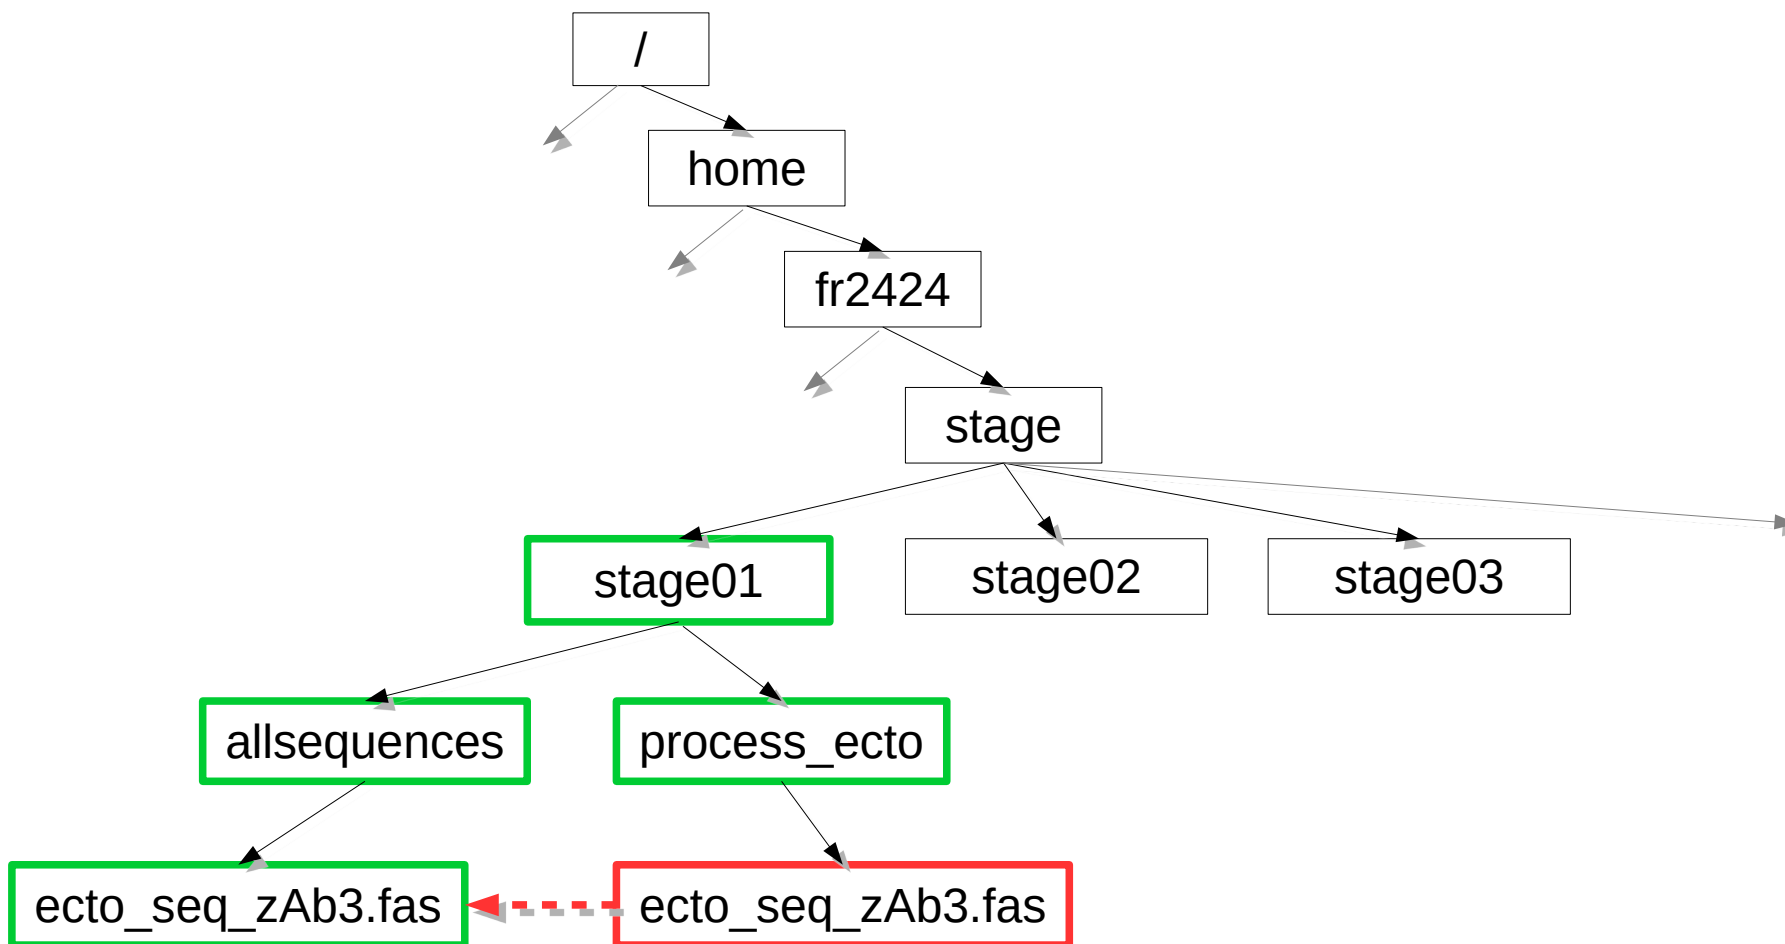 /
home
fr2424
stage
stage01
stage02
stage03
allsequences
process_ecto
ecto_seq_zAb3.fas
ecto_seq_zAb3.fas